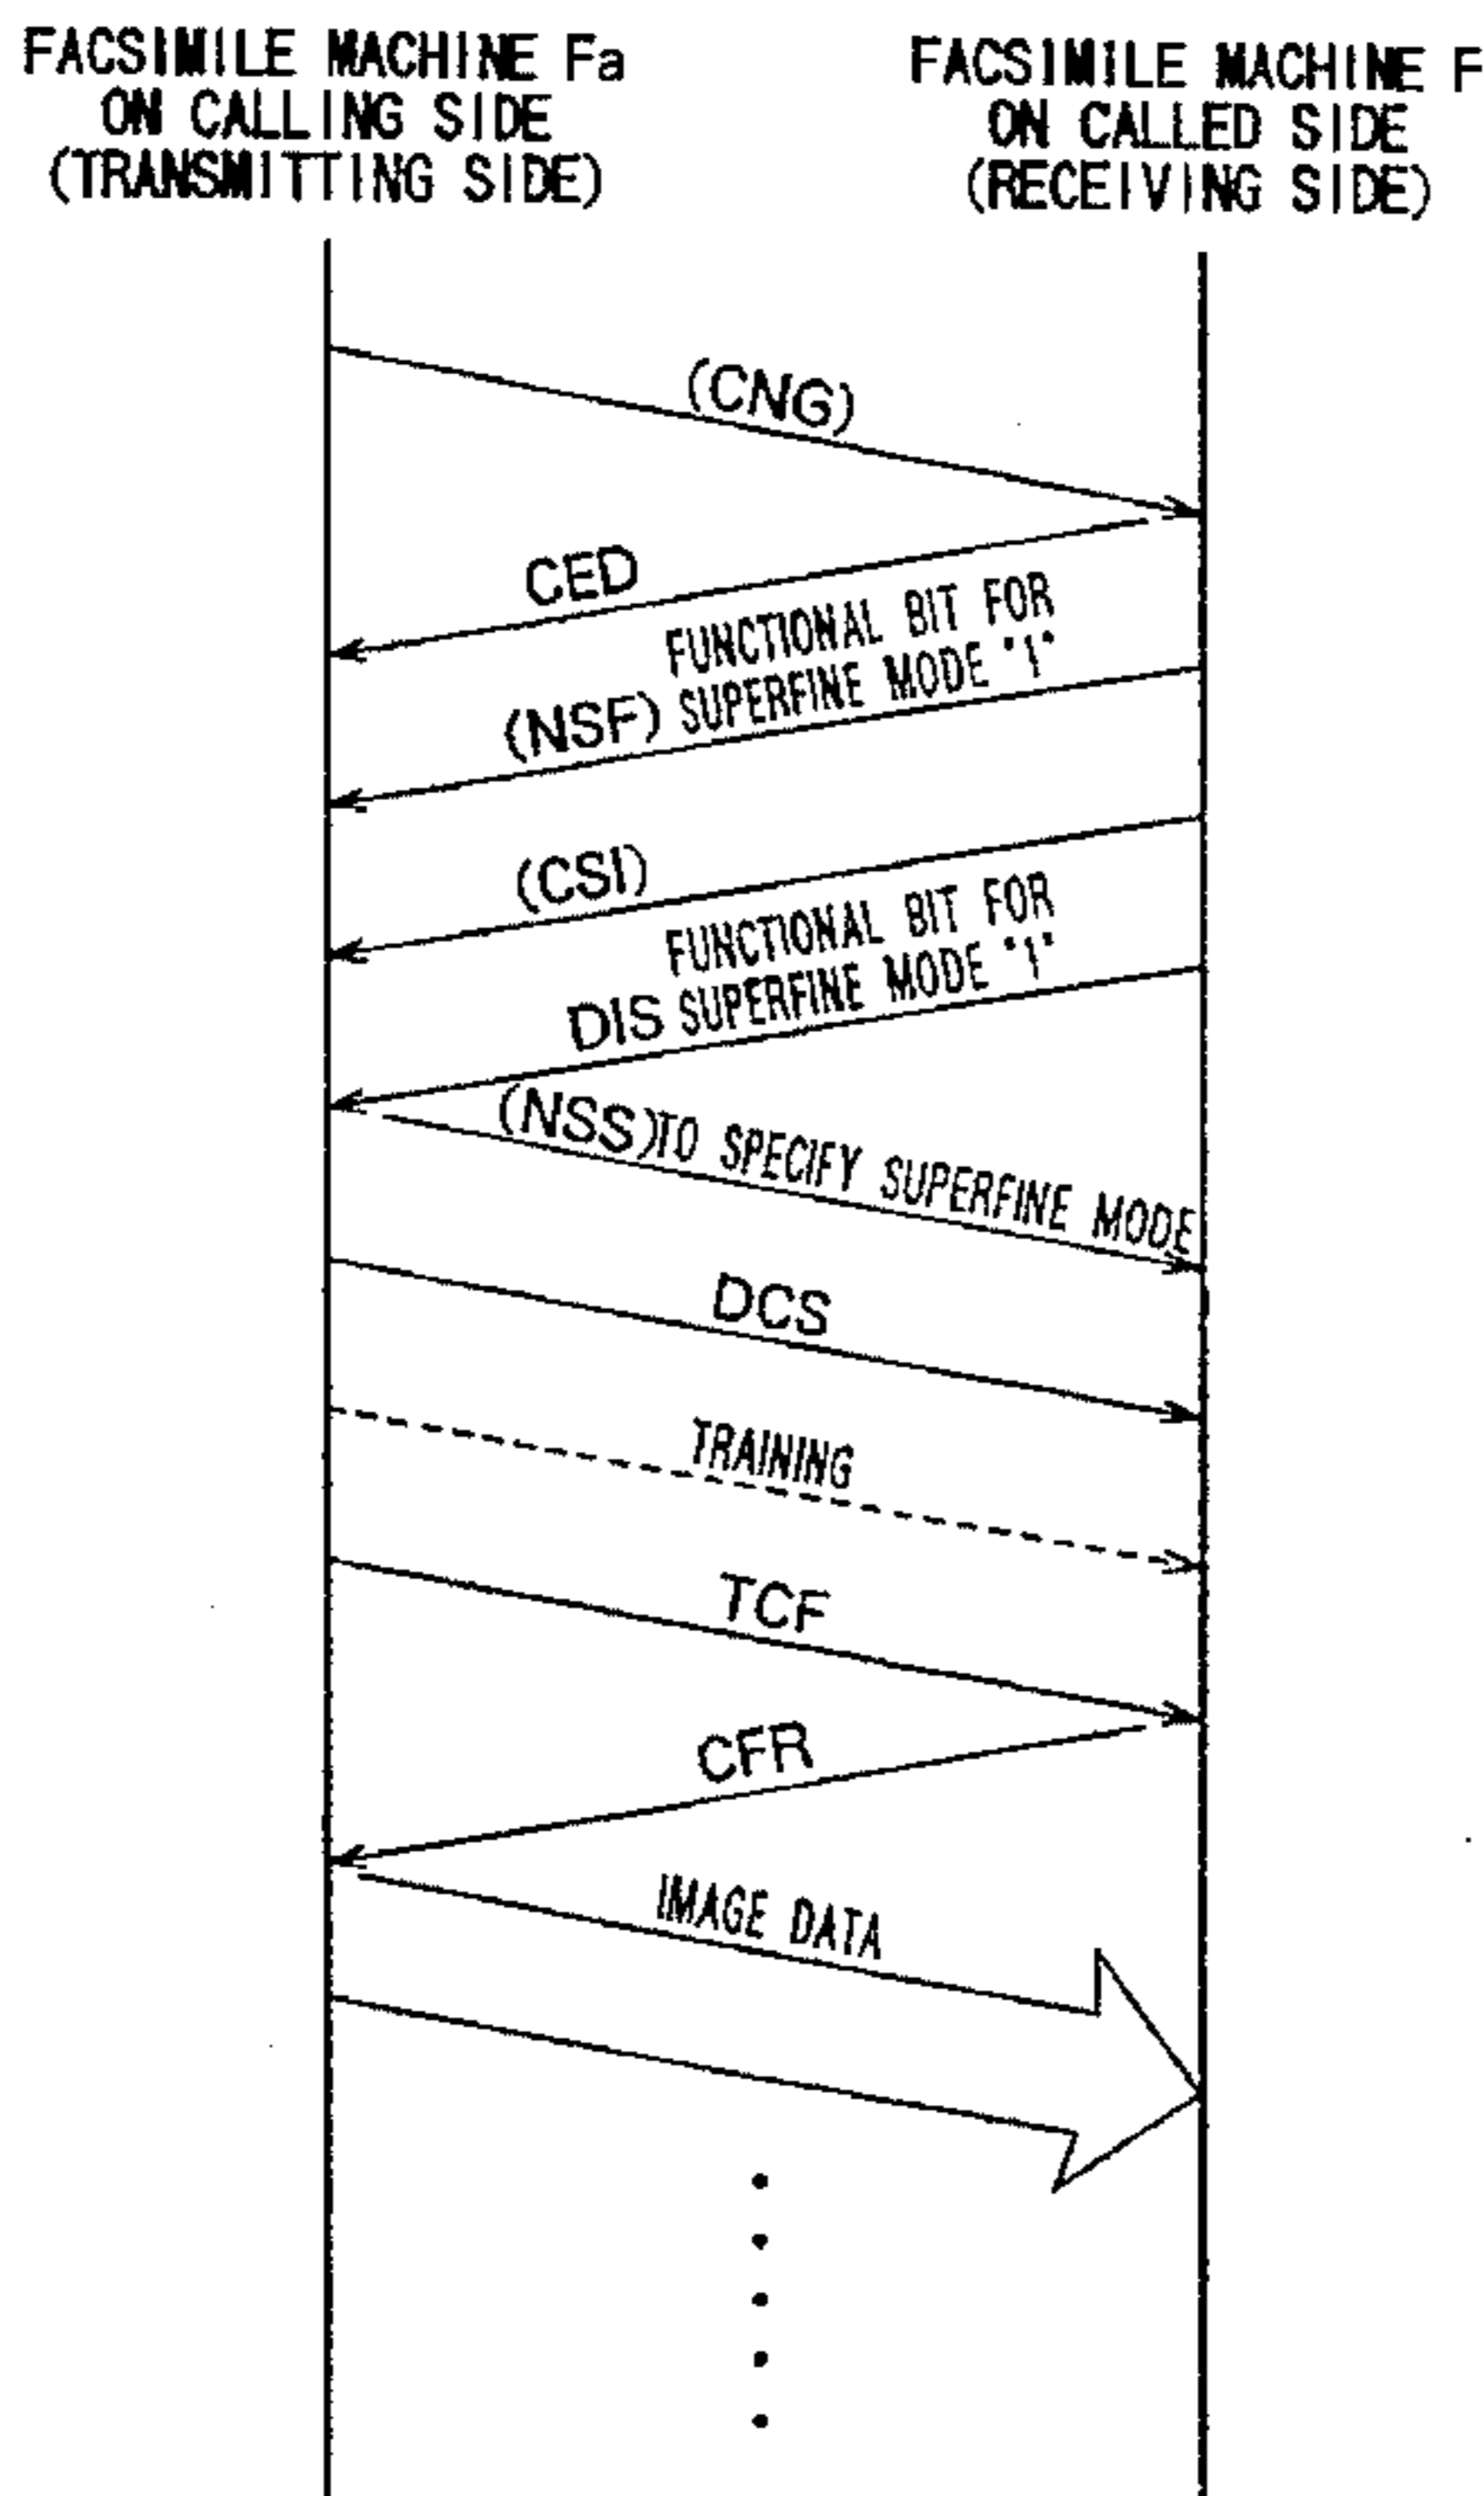 FACSIMILE MACHINE Fa
ON CALLING SIDE
(TRANSMITTING SIDE)
FACSIMILE MACHINE F
ON CALLED SIDE
(RECEIVING SIDE)
(CNG)
CED
FUNCTIONAL BIT FOR
(NSF) SUPERFINE MODE "1"
(CSI)
FUNCTIONAL BIT FOR
DIS SUPERFINE MODE "1"
(NSS) TO SPECIFY SUPERFINE MODE
DCS
TRAINING
TCF
CFR
IMAGE DATA